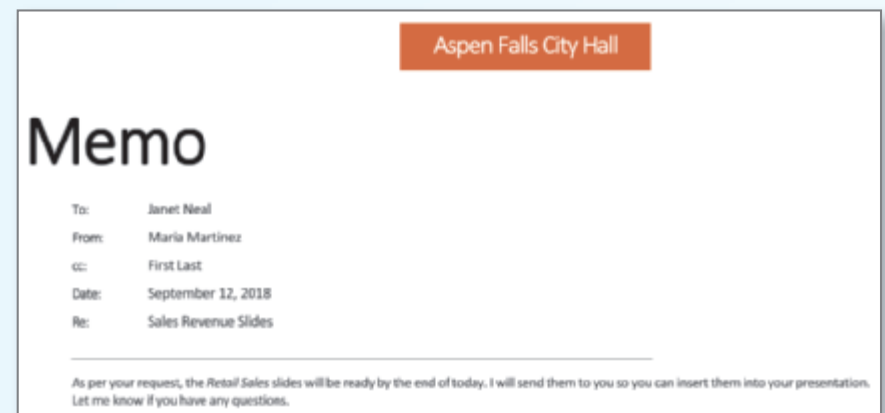 Aspen Falls City Hall
Memo
To: Janet Neal
From: Maria Martinez
cc: First Last
Date: September 12, 2018
Re: Sales Revenue Slides
As per your request, the Retail Sales slides will be ready by the end of today. I will send them to you so you can insert them into your presentation.
Let me know if you have any questions.